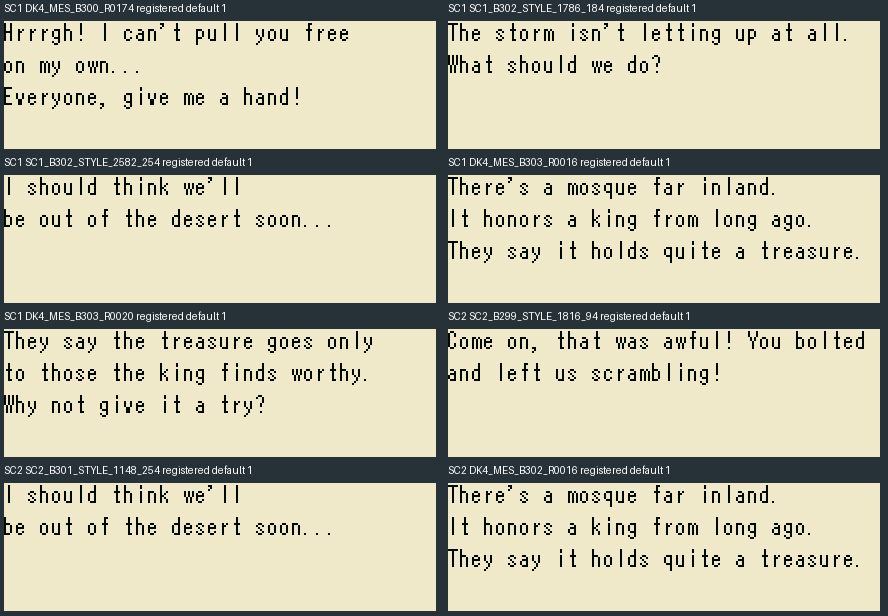 SC1 DK4_MES_B300_R0174 registered default 1
Hrrrgh! I can't pull you free
on my own...
Everyone, give me a hand!
SC1 SC1_B302_STYLE_1786_184 registered default 1
The storm isn't letting up at all.
What should we do?
SC1 SC1_B302_STYLE_2582_254 registered default 1
I should think we'll
be out of the desert soon...
SC1 DK4_MES_B303_R0016 registered default 1
There's a mosque far inland.
It honors a king from long ago.
They say it holds quite a treasure.
SC1 DK4_MES_B303_R0020 registered default 1
They say the treasure goes only
to those the king finds worthy.
Why not give it a try?
SC2 SC2_B299_STYLE_1816_94 registered default 1
Come on, that was awful! You bolted
and left us scrambling!
SC2 SC2_B301_STYLE_1148_254 registered default 1
I should think we'll
be out of the desert soon...
SC2 DK4_MES_B302_R0016 registered default 1
There's a mosque far inland.
It honors a king from long ago.
They say it holds quite a treasure.